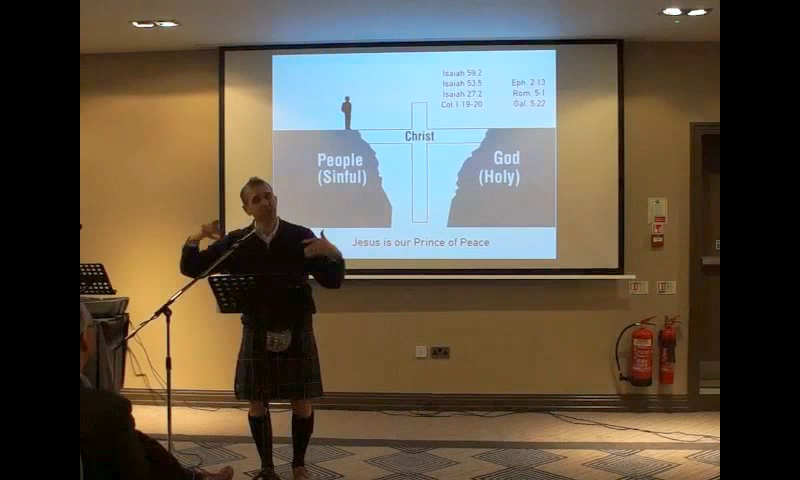 Isaiah 59.2
Isaiah 53.5
Isaiah 27.2
Col.1:19-20
Eph. 2:13
Rom. 5:1
Gal. 5:22
Christ
People
(Sinful)
God
(Holy)
Jesus is our Prince of Peace